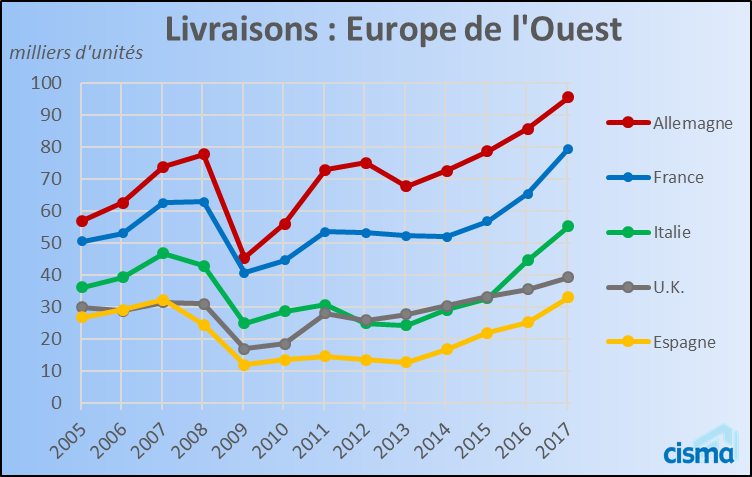 Livraisons : Europe de l'Ouest
milliers d'unités
100
90
80
70
60
50
40
30
20
10
0
2005 2006 2007 2008 2009 2010 2011 2012 2013 2014 2015 2016 2017
Allemagne
France
Italie
U.K.
Espagne
cisma